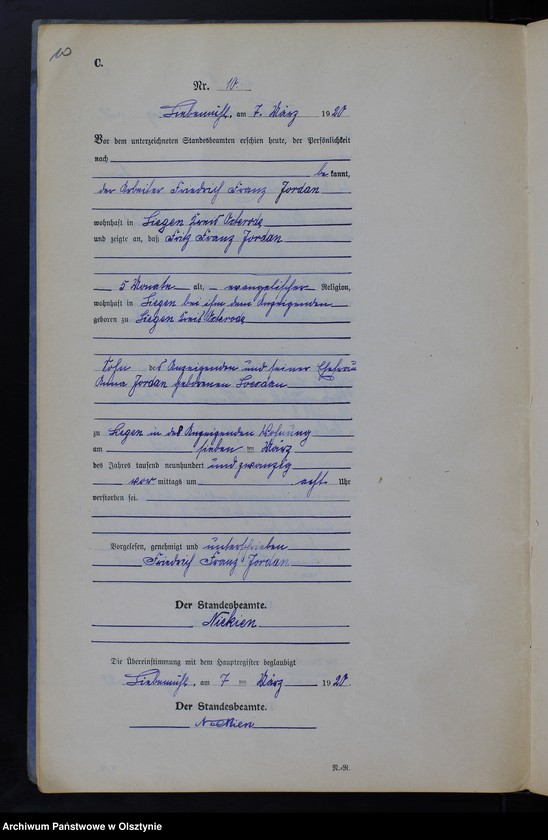 10
C.
Nr. 10.
Liebemühl, am 7. März 1920
Vor dem unterzeichneten Standesbeamten erschien heute, der Persönlichkeit
nach
bekannt,
der Arbeiter Friedrich Franz Jordan
wohnhaft in Liegen Kreis Osterode
und zeigte an, daß Fritz Franz Jordan
5 Monate alt, evangelischer Religion,
wohnhaft in Liegen bei ihm dem Anzeigenden
geboren zu Liegen Kreis Osterode
Sohn des Anzeigenden und seiner Ehefrau
Anna Jordan geborenen
zu Liegen in des Anzeigenden Wohnung
am sieben ten März
des Jahres tausend neunhundert und zwanzig
vor mittags um acht Uhr
verstorben sei.
Vorgelesen, genehmigt und unterschrieben
Friedrich Franz Jordan
Der Standesbeamte.
Niekien
Die Übereinstimmung mit dem Hauptregister beglaubigt
Liebemühl, am 7 ten März 1920.
Der Standesbeamte.
Niekien
N.-R.
Archiwum Państwowe w Olsztynie